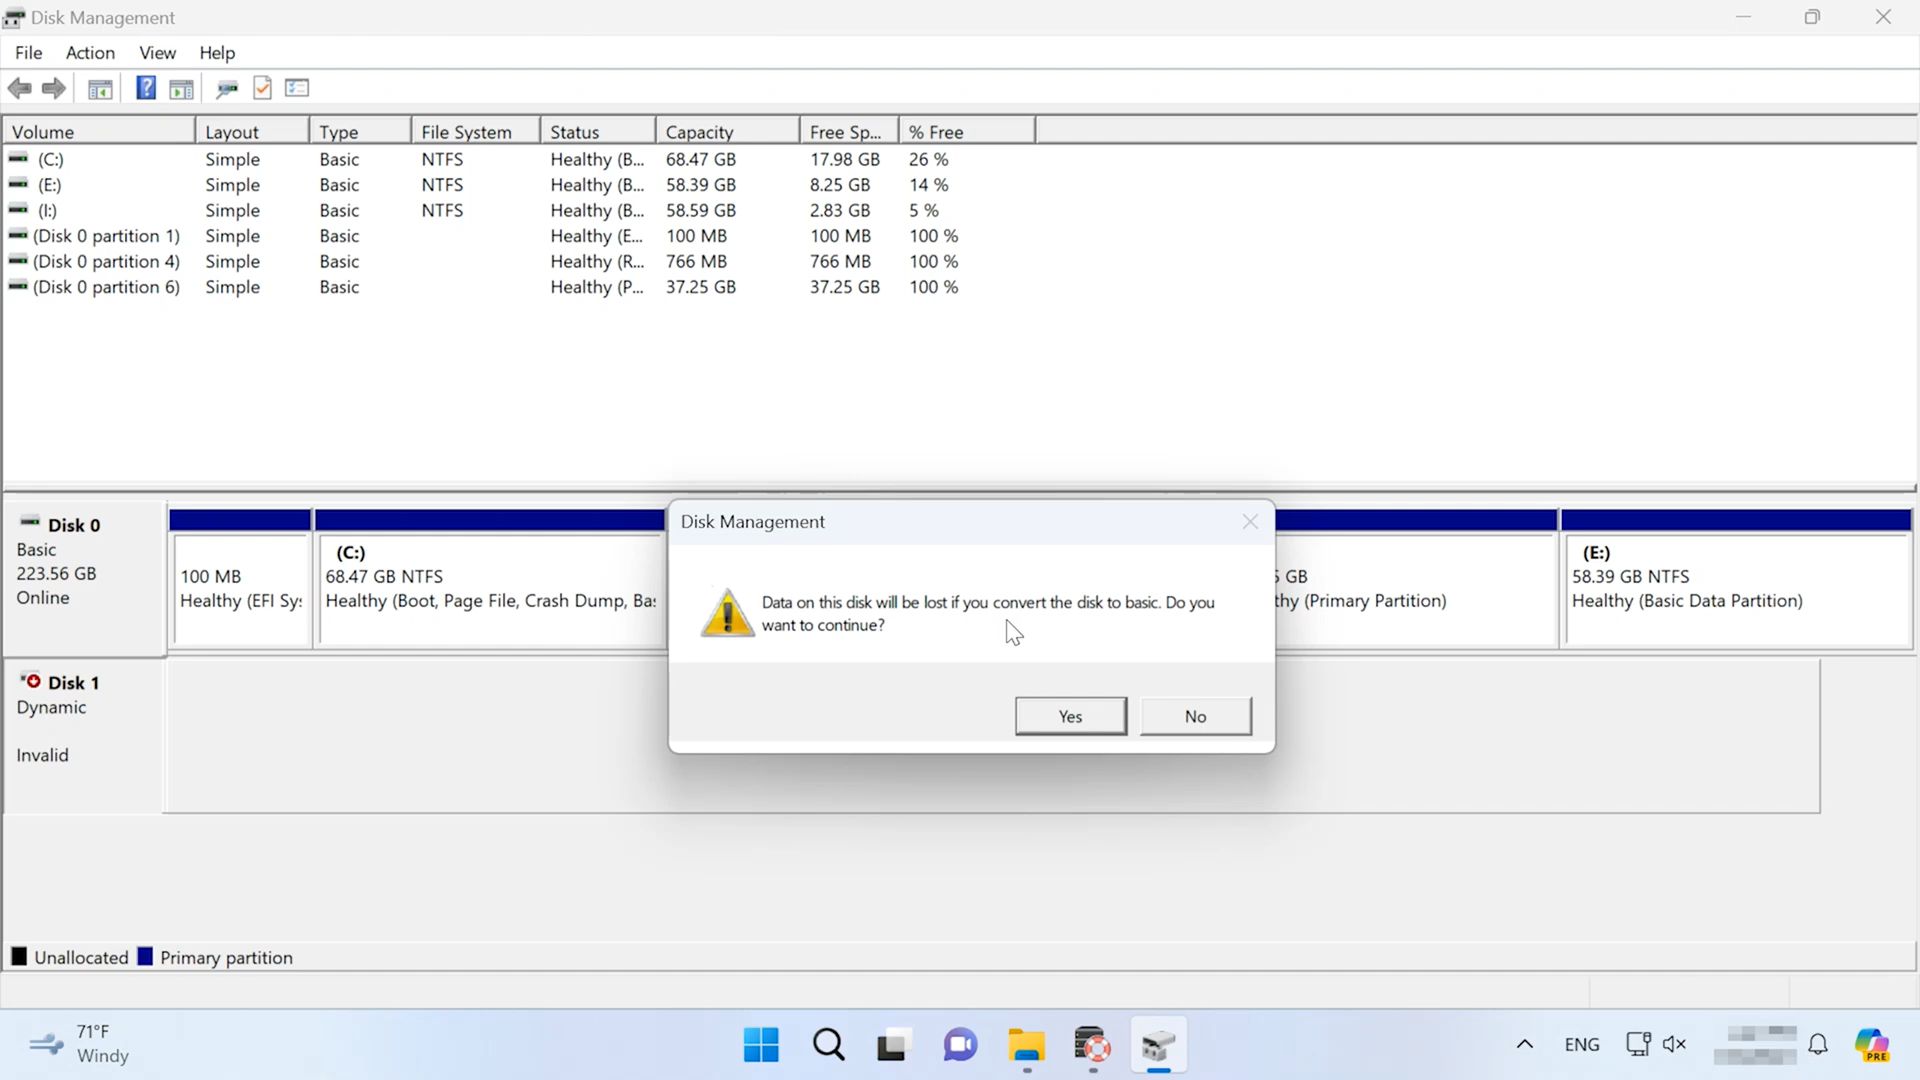 Disk Management
File Action View Help
Volume Layout Type File System Status Capacity Free Sp... % Free
(C:) Simple Basic NTFS Healthy (B... 68.47 GB 17.98 GB 26 %
(E:) Simple Basic NTFS Healthy (B... 58.39 GB 8.25 GB 14 %
(I:) Simple Basic NTFS Healthy (B... 58.59 GB 2.83 GB 5 %
(Disk 0 partition 1) Simple Basic Healthy (E... 100 MB 100 MB 100 %
(Disk 0 partition 4) Simple Basic Healthy (R... 766 MB 766 MB 100 %
(Disk 0 partition 6) Simple Basic Healthy (P... 37.25 GB 37.25 GB 100 %
Disk 0
Basic
223.56 GB
Online
100 MB
Healthy (EFI Sy:
(C:)
68.47 GB NTFS
Healthy (Boot, Page File, Crash Dump, Ba:
Disk Management
Data on this disk will be lost if you convert the disk to basic. Do you
want to continue?
Yes No
5 GB
thy (Primary Partition)
(E:)
58.39 GB NTFS
Healthy (Basic Data Partition)
Disk 1
Dynamic
Invalid
Unallocated Primary partition
71°F
Windy
ENG
PRE